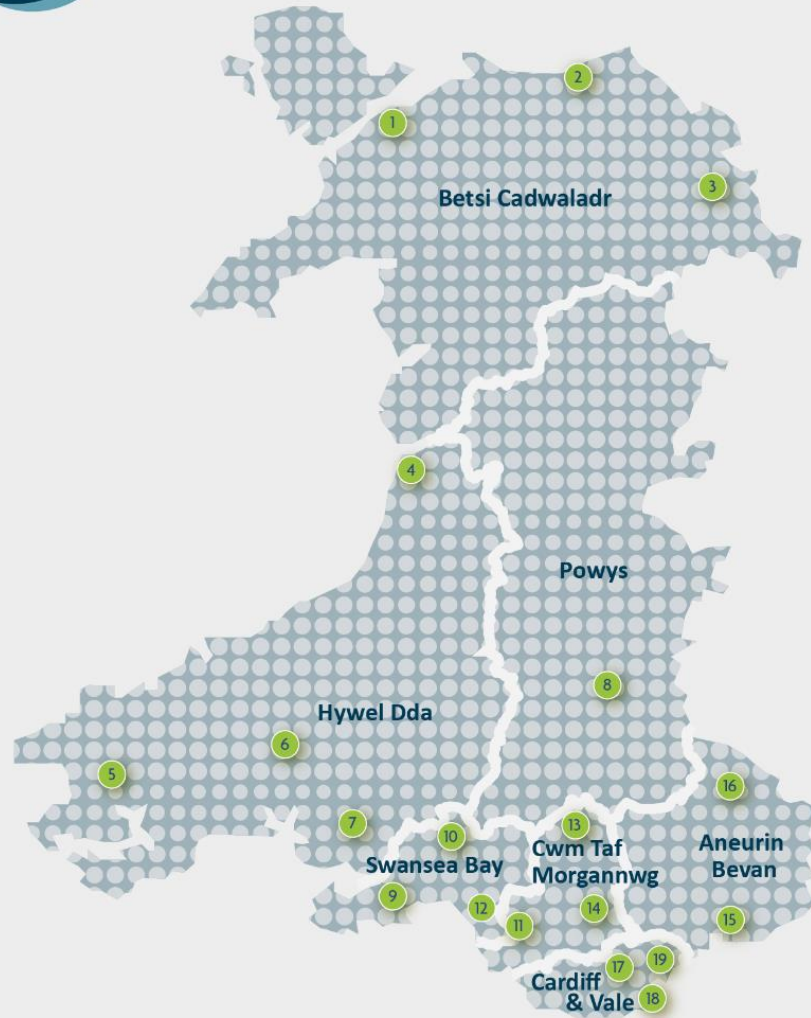 2
1
3
Betsi Cadwaladr
4
Powys
8
Hywel Dda
6
5
16
7
13
10
Aneurin
Bevan
Cwm Taf
Morgannwg
Swansea Bay
9
12
14
11
15
19
17
Cardiff
& Vale
18